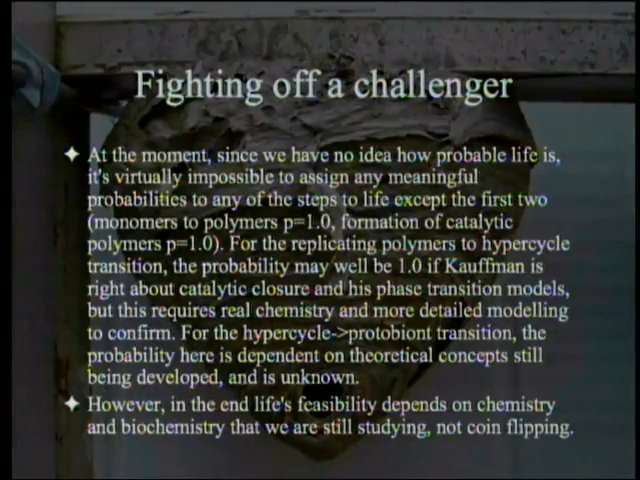 Fighting off a challenger
At the moment, since we have no idea how probable life is,
it's virtually impossible to assign any meaningful
probabilities to any of the steps to life except the first two
(monomers to polymers p=1.0, formation of catalytic
polymers p=1.0). For the replicating polymers to hypercycle
transition, the probability may well be 1.0 if Kauffman is
right about catalytic closure and his phase transition models,
but this requires real chemistry and more detailed modelling
to confirm. For the hypercycle->protobiont transition, the
probability here is dependent on theoretical concepts still
being developed, and is unknown.
However, in the end life's feasibility depends on chemistry
and biochemistry that we are still studying, not coin flipping.